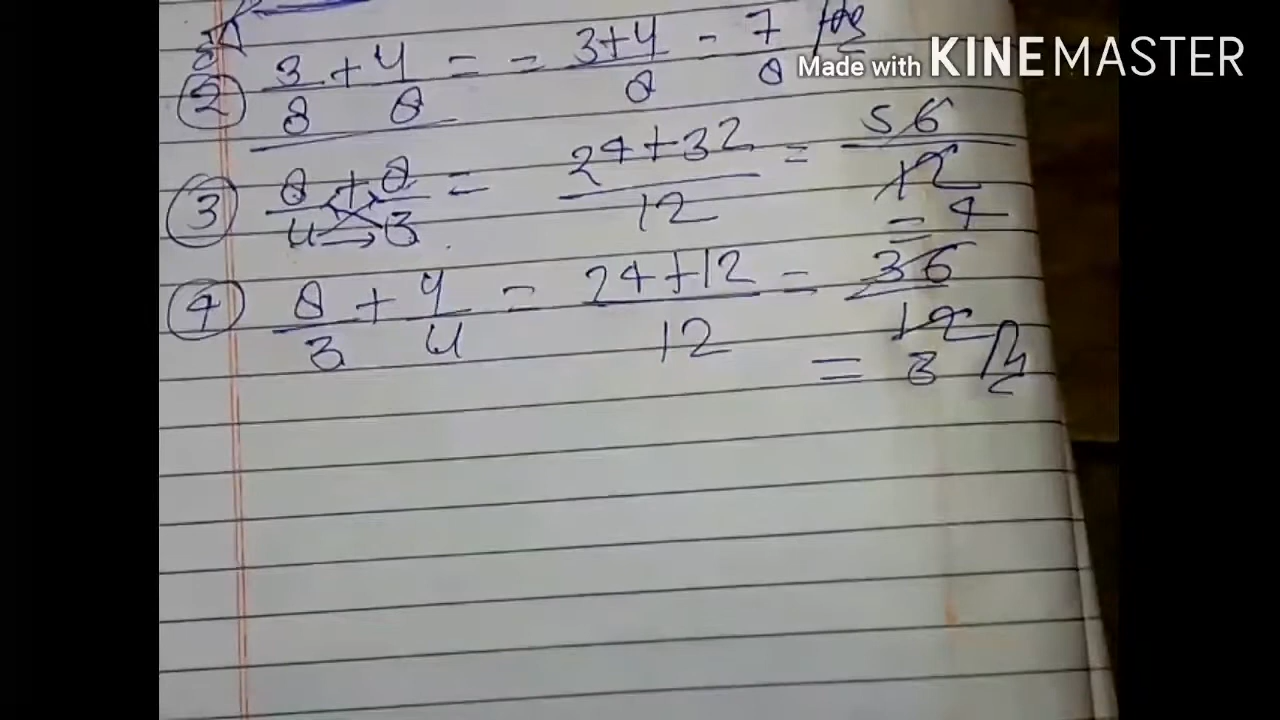 ② 3/8 + 4/8 = - 3+4/8 - 7/8
Made with KINEMASTER
③ 8/4 + 8/3 = 24+32/12 = 56/12
= 4
④ 8/3 + 4/4 = 24+12/12 = 36/12
= 3